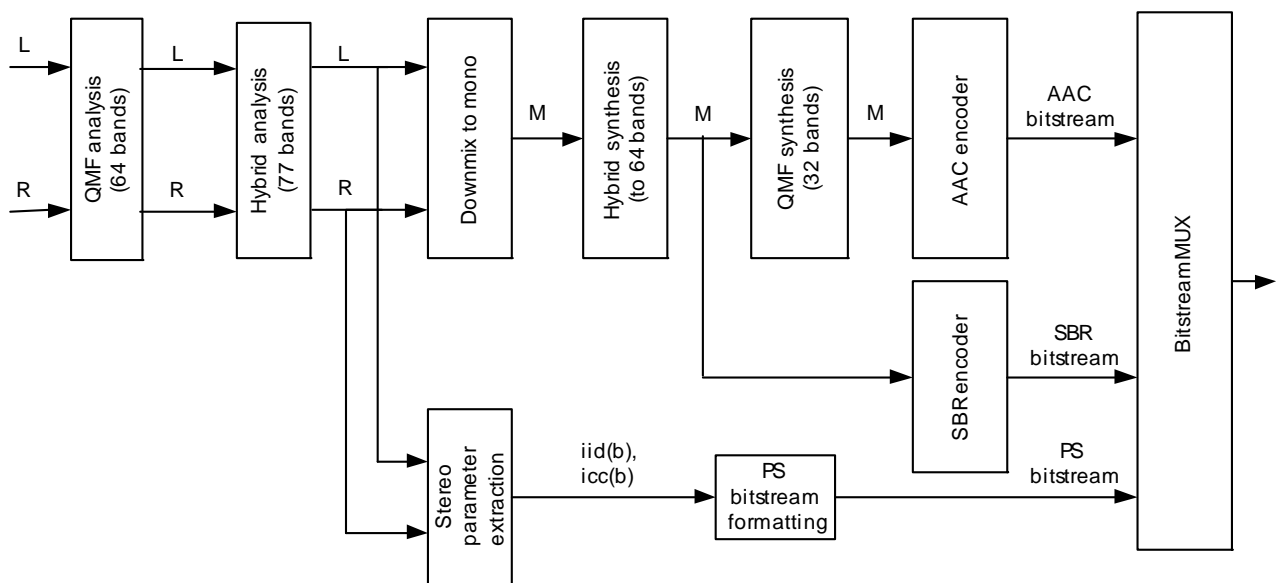 L
R
QMF analysis
(64 bands)
L
R
Hybrid analysis
(77 bands)
L
R
Downmix to mono
M
Hybrid synthesis
(to 64 bands)
M
QMF synthesis
(32 bands)
M
AAC encoder
AAC
bitstream
Bitstream MUX
SBR encoder
SBR
bitstream
Stereo
parameter
extraction
iid(b),
icc(b)
PS
bitstream
formatting
PS
bitstream